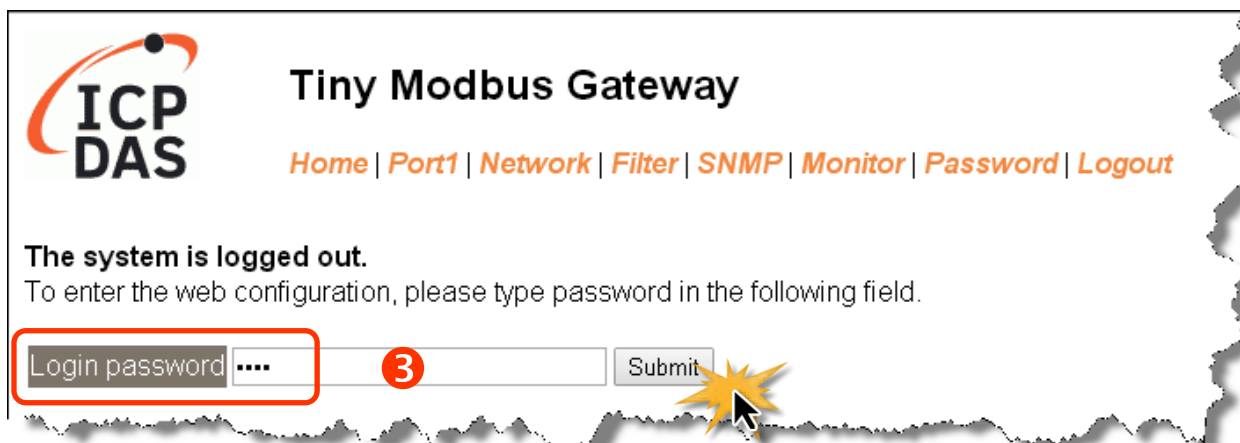 ICP
DAS
Tiny Modbus Gateway
Home | Port1 | Network | Filter | SNMP | Monitor | Password | Logout
The system is logged out.
To enter the web configuration, please type password in the following field.
Login password •••• 3 Submit